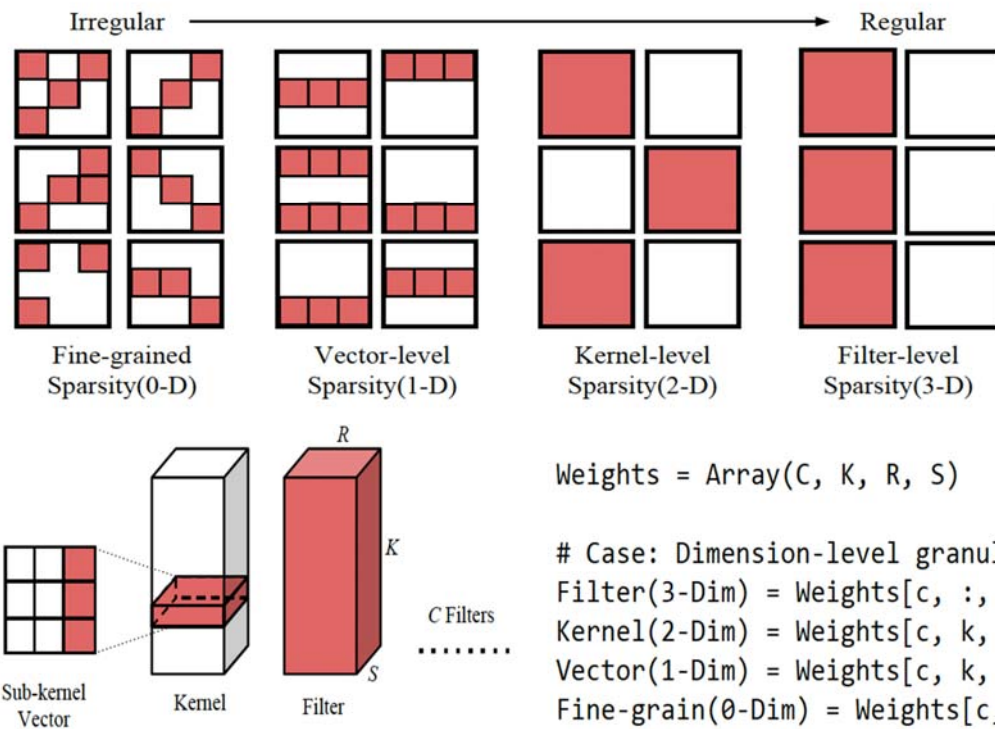 Irregular
Regular
Fine-grained
Sparsity(0-D)
Vector-level
Sparsity(1-D)
Kernel-level
Sparsity(2-D)
Filter-level
Sparsity(3-D)
R
K
S
C Filters
Sub-kernel
Vector
Kernel
Filter
Weights = Array(C, K, R, S)
# Case: Dimension-level
Filter(3-Dim) = Weights[c, :,
Kernel(2-Dim) = Weights[c, k,
Vector(1-Dim) = Weights[c, k,
Fine-grain(0-Dim) = Weights[c,